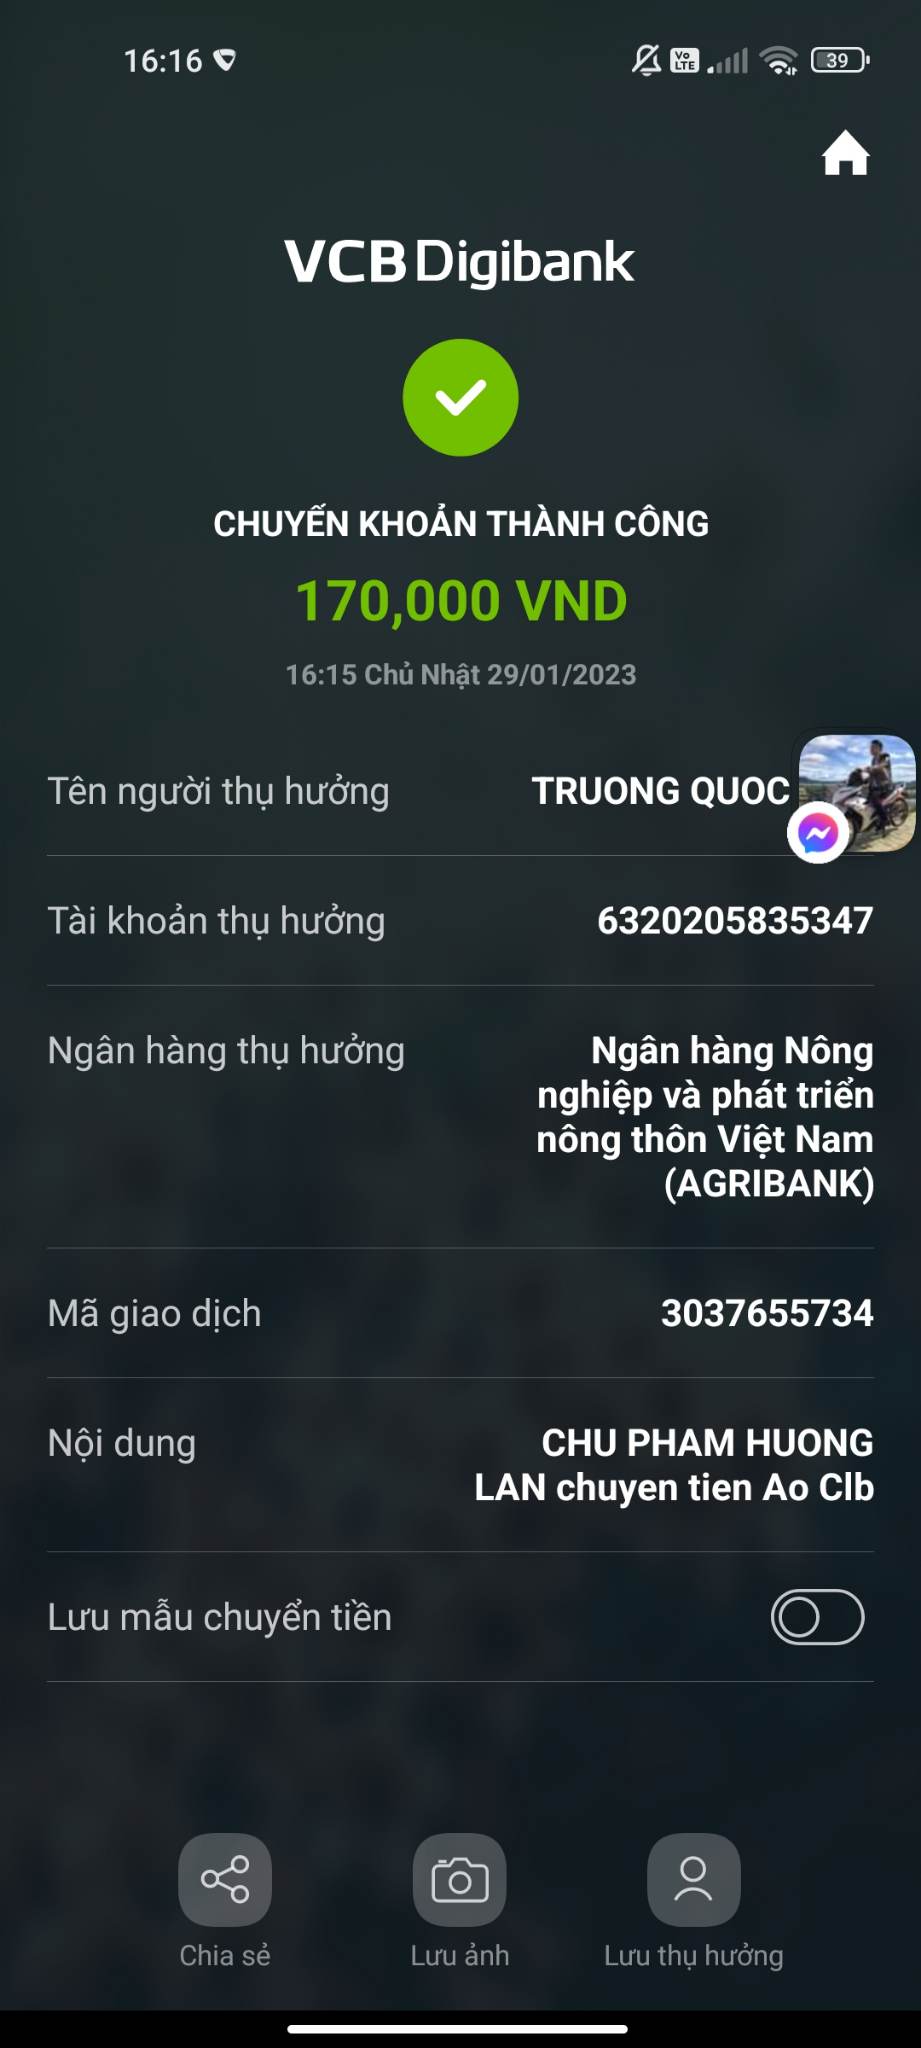 16:16
Vo LTE
39
VCB Digibank
CHUYỂN KHOẢN THÀNH CÔNG
170,000 VND
16:15 Chủ Nhật 29/01/2023
Tên người thụ hưởng
TRUONG QUOC
Tài khoản thụ hưởng
6320205835347
Ngân hàng thụ hưởng
Ngân hàng Nông
nghiệp và phát triển
nông thôn Việt Nam
(AGRIBANK)
Mã giao dịch
3037655734
Nội dung
CHU PHAM HUONG
LAN chuyen tien Ao Clb
Lưu mẫu chuyển tiền
Chia sẻ
Lưu ảnh
Lưu thụ hưởng